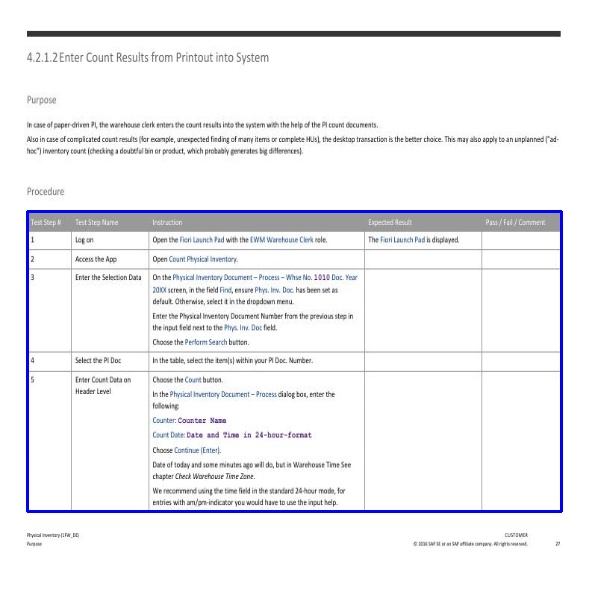 4.2.1.2 Enter Count Results from Printout into System
Purpose
In case of paper-driven PI, the warehouse clerk enters the count results into the system with the help of the PI count documents.
Also in case of complicated count results (for example, unexpected finding of many items or complete HUs), the desktop transaction is the better choice. This may also apply to an unplanned ("ad-
hoc") inventory count (checking a doubtful bin or product, which probably generates big differences).
Procedure
Test Step # Test Step Name Instruction Expected Result Pass / Fail / Comment
1 Log on Open the Fiori Launch Pad with the EWM Warehouse Clerk role. The Fiori Launch Pad is displayed.
2 Access the App Open Count Physical Inventory.
3 Enter the Selection Data On the Physical Inventory Document – Process – Whse No. 1010 Doc. Year
20XX screen, in the field Find, ensure Phys. Inv. Doc. has been set as
default. Otherwise, select it in the dropdown menu.
Enter the Physical Inventory Document Number from the previous step in
the input field next to the Phys. Inv. Doc field.
Choose the Perform Search button.
4 Select the PI Doc In the table, select the item(s) within your PI Doc. Number.
5 Enter Count Data on Choose the Count button.
Header Level In the Physical Inventory Document – Process dialog box, enter the
following:
Counter: Counter Name
Count Date: Date and Time in 24-hour-format
Choose Continue (Enter).
Date of today and some minutes ago will do, but in Warehouse Time See
chapter Check Warehouse Time Zone.
We recommend using the time field in the standard 24-hour mode, for
entries with am/pm-indicator you would have to use the input help.
Physical Inventory (1FW_DE) CUSTOMER
Purpose © 2016 SAP SE or an SAP affiliate company. All rights reserved. 27